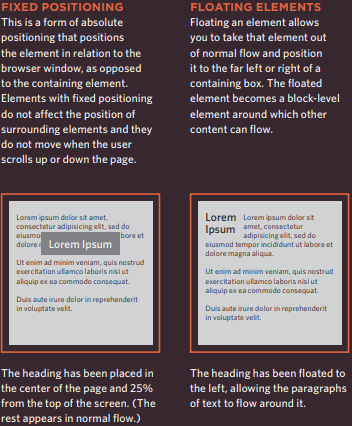 FIXED POSITIONING
This is a form of absolute
positioning that positions
the element in relation to the
browser window, as opposed
to the containing element.
Elements with fixed positioning
do not affect the position of
surrounding elements and they
do not move when the user
scrolls up or down the page.
Lorem ipsum dolor sit amet,
consectetur adipisicing elit, sed do
eiusmo bore et
dolore
Lorem Ipsum
Ut enim ad minim veniam, quis nostrud
exercitation ullamco laboris nisi ut
aliquip ex ea commodo consequat.
Duis aute irure dolor in reprehenderit
in voluptate velit.
The heading has been placed in
the center of the page and 25%
from the top of the screen. (The
rest appears in normal flow.)
FLOATING ELEMENTS
Floating an element allows
you to take that element out
of normal flow and position
it to the far left or right of a
containing box. The floated
element becomes a block-level
element around which other
content can flow.
Lorem
Ipsum
Lorem ipsum dolor sit
amet, consectetur
adipisicing elit, sed do
eiusmod tempor incididunt ut labore et
dolore magna aliqua.
Ut enim ad minim veniam, quis nostrud
exercitation ullamco laboris nisi ut
aliquip ex ea commodo consequat.
Duis aute irure dolor in reprehenderit
in voluptate velit.
The heading has been floated to
the left, allowing the paragraphs
of text to flow around it.